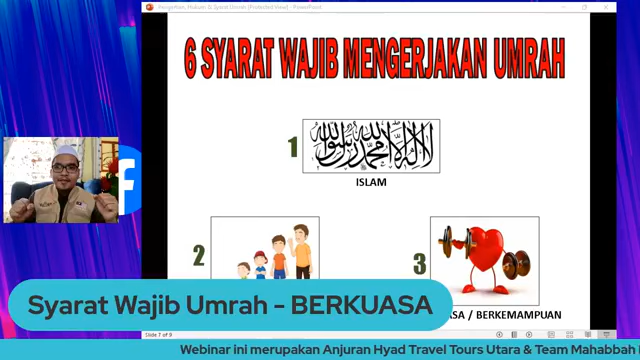 Pengertian, Hukum & Syarat Umrah [Protected View] - PowerPoint
6 SYARAT WAJIB MENGERJAKAN UMRAH
1
لا إله إلا الله محمد رسول الله
ISLAM
2
3
ASA / BERKEMAMPUAN
Syarat Wajib Umrah - BERKUASA
Slide 7 of 9
Webinar ini merupakan Anjuran Hyad Travel Tours Utara & Team Mahabbah